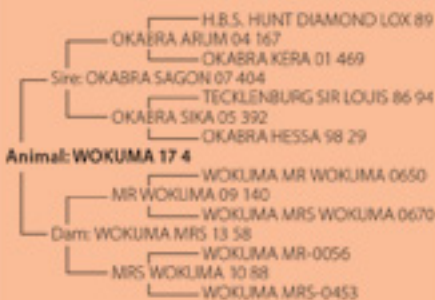 H.B.S. HUNT DIAMOND LOX 89
OKABRA ARUM 04 167
OKABRA KERA 01 469
Sire: OKABRA SAGON 07 404
TECKLENBURG SIR LOUIS 86 94
OKABRA SIKA 05 392
OKABRA HESSA 98 29
Animal: WOKUMA 17 4
WOKUMA MR WOKUMA 0650
MR WOKUMA 09 140
WOKUMA MRS WOKUMA 0670
Dam: WOKUMA MRS 13 58
WOKUMA MR-0056
MRS WOKUMA 10 88
WOKUMA MRS-0453